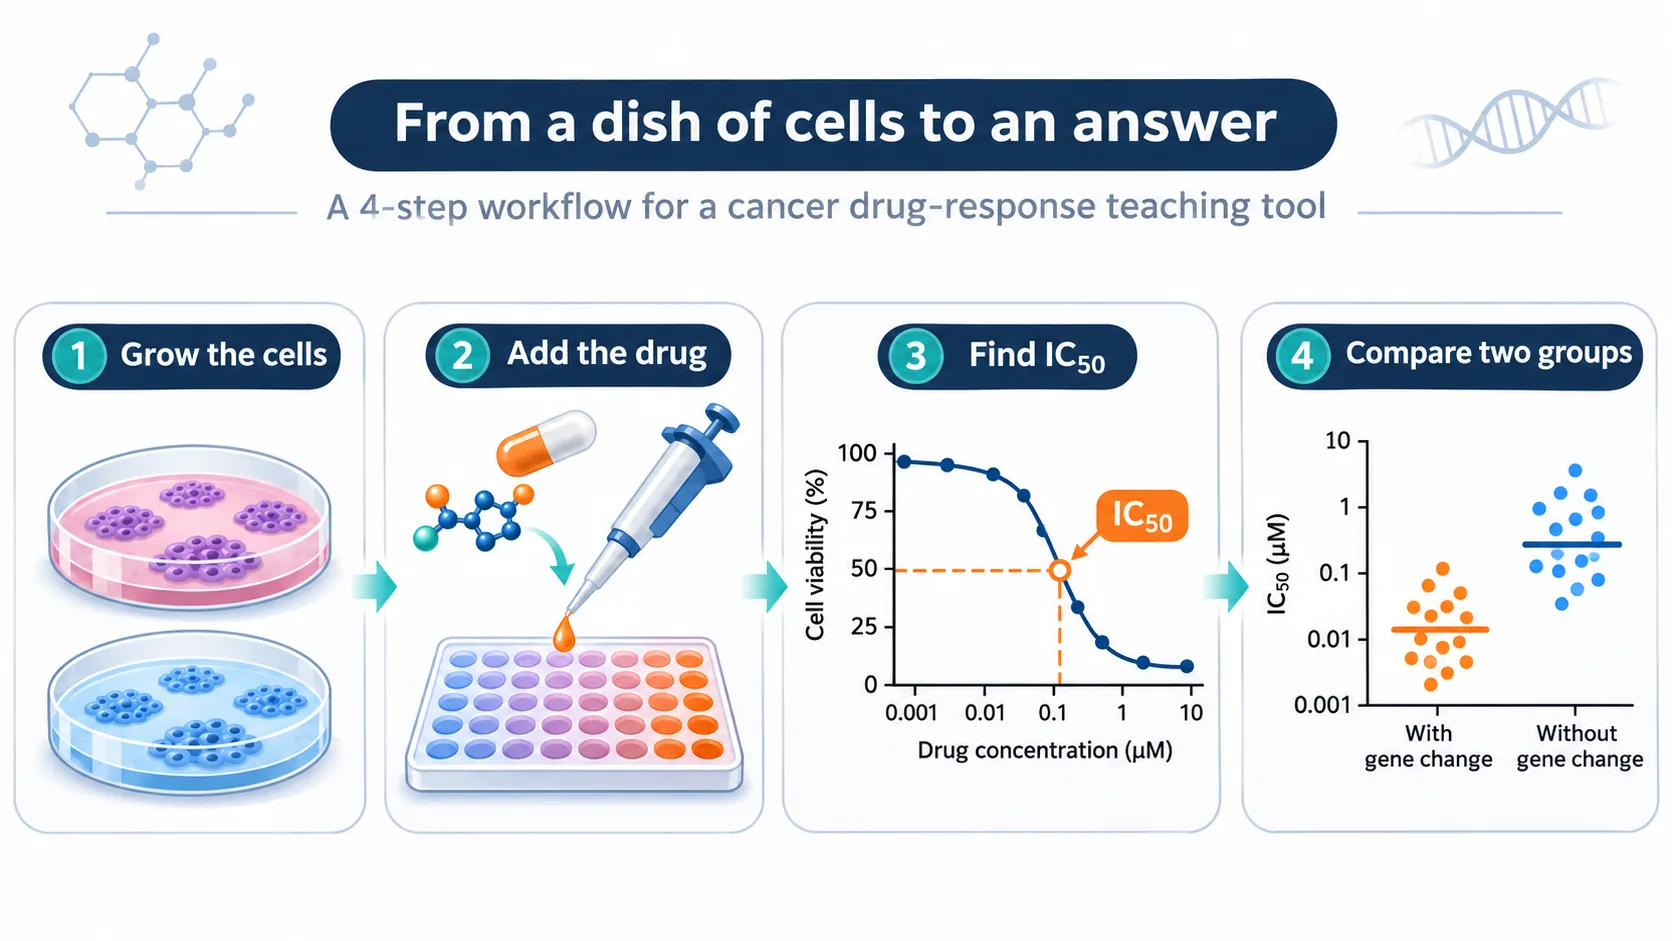 From a dish of cells to an answer
A 4-step workflow for a cancer drug-response teaching tool
1 Grow the cells
2 Add the drug
3 Find IC₅₀
Cell viability (%)
100
75
50
25
0
IC₅₀
0.001 0.01 0.1 1 10
Drug concentration (μM)
4 Compare two groups
IC₅₀ (μM)
10
1
0.1
0.01
0.001
With
gene change
Without
gene change